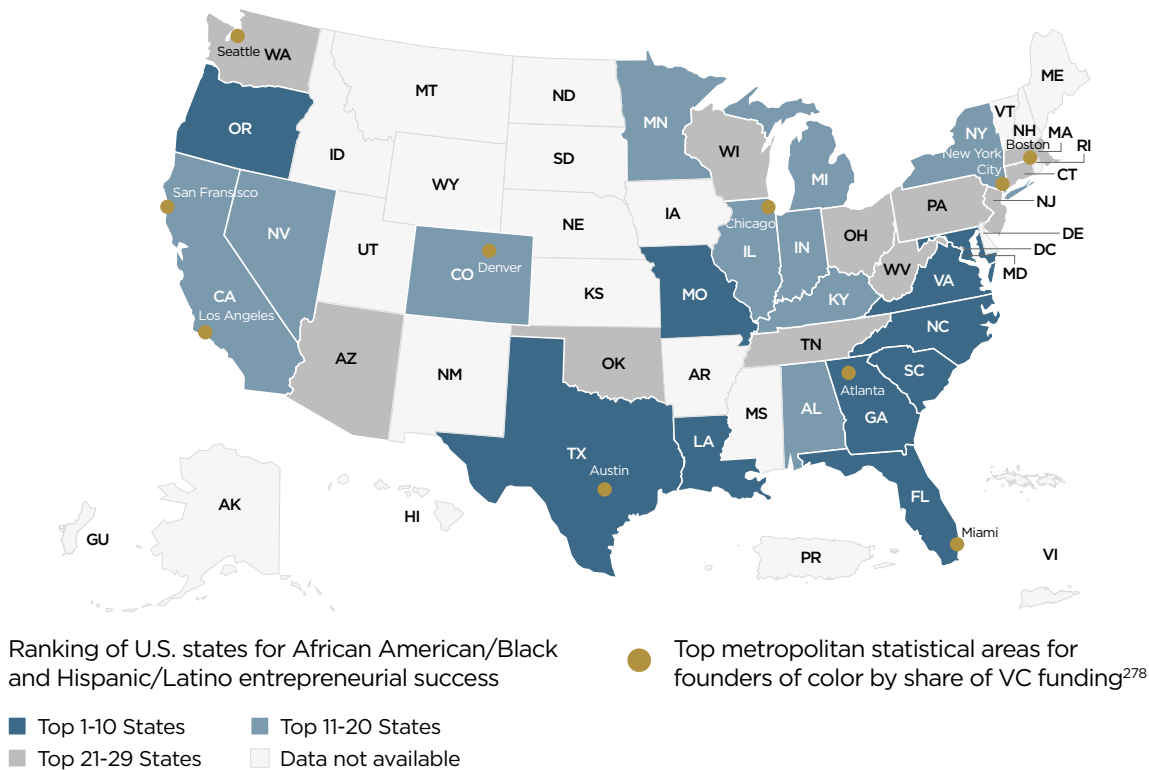 Seattle
WA
MT
ND
ME
VT
NH
MA
Boston
RI
OR
ID
MN
WI
NY
New York
City
CT
SD
WY
MI
NJ
San Fransisco
NV
UT
CO
Denver
NE
IA
Chicago
IL
IN
OH
PA
DE
DC
MD
WV
VA
CA
Los Angeles
KS
MO
KY
NC
AZ
NM
OK
AR
TN
SC
MS
AL
Atlanta
GA
TX
Austin
LA
FL
Miami
AK
GU
HI
PR
VI
Ranking of U.S. states for African American/Black
and Hispanic/Latino entrepreneurial success
Top 1-10 States
Top 11-20 States
Top 21-29 States
Data not available
Top metropolitan statistical areas for
founders of color by share of VC funding278